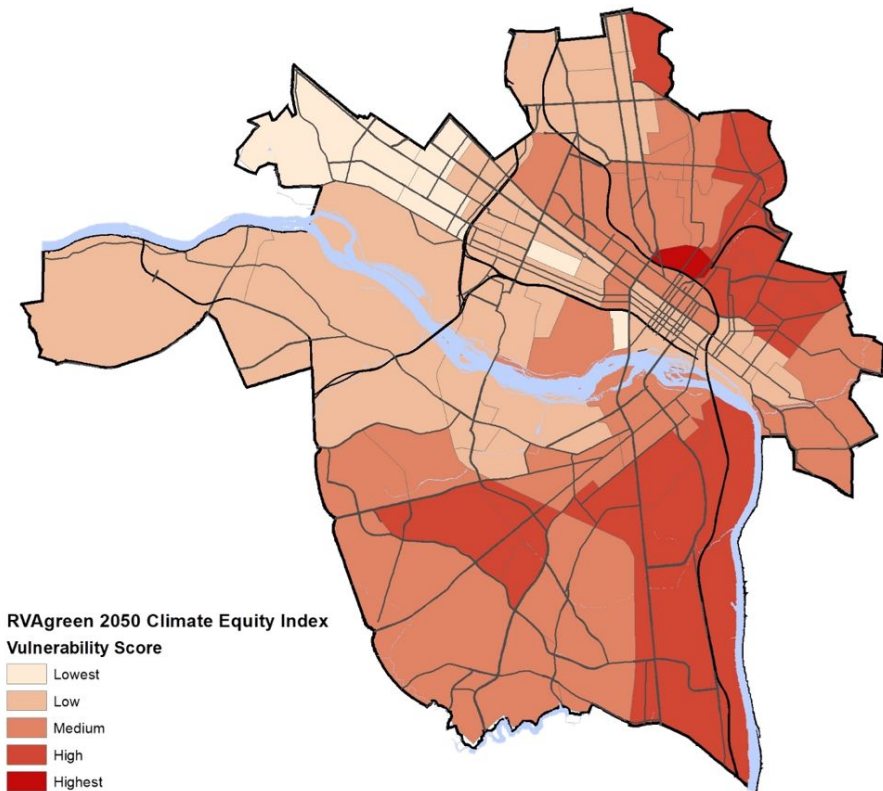 RVAgreen 2050 Climate Equity Index
Vulnerability Score
Lowest
Low
Medium
High
Highest